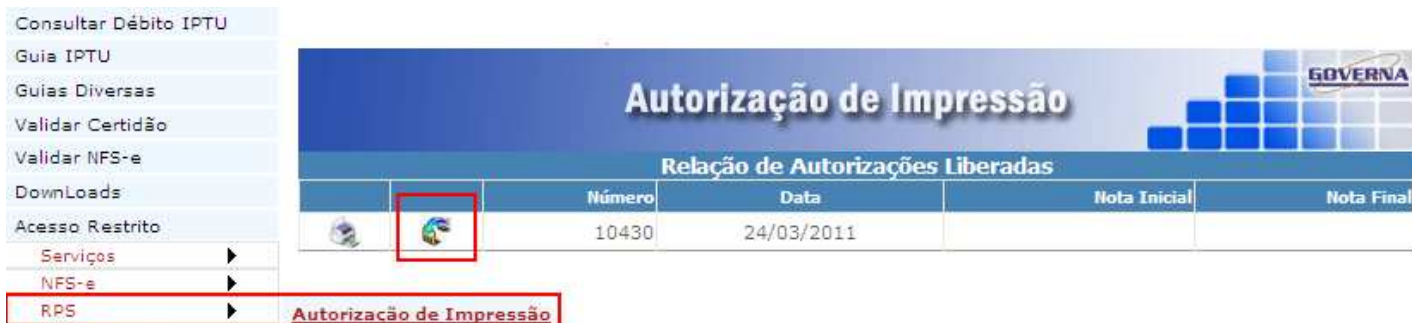 Consultar Débito IPTU
Guia IPTU
Guias Diversas
Validar Certidão
Validar NFS-e
DownLoads
Acesso Restrito
Serviços
NFS-e
RPS
Autorização de Impressão
Autorização de Impressão
GOVERNA
Relação de Autorizações Liberadas
Número Data Nota Inicial Nota Final
10430 24/03/2011